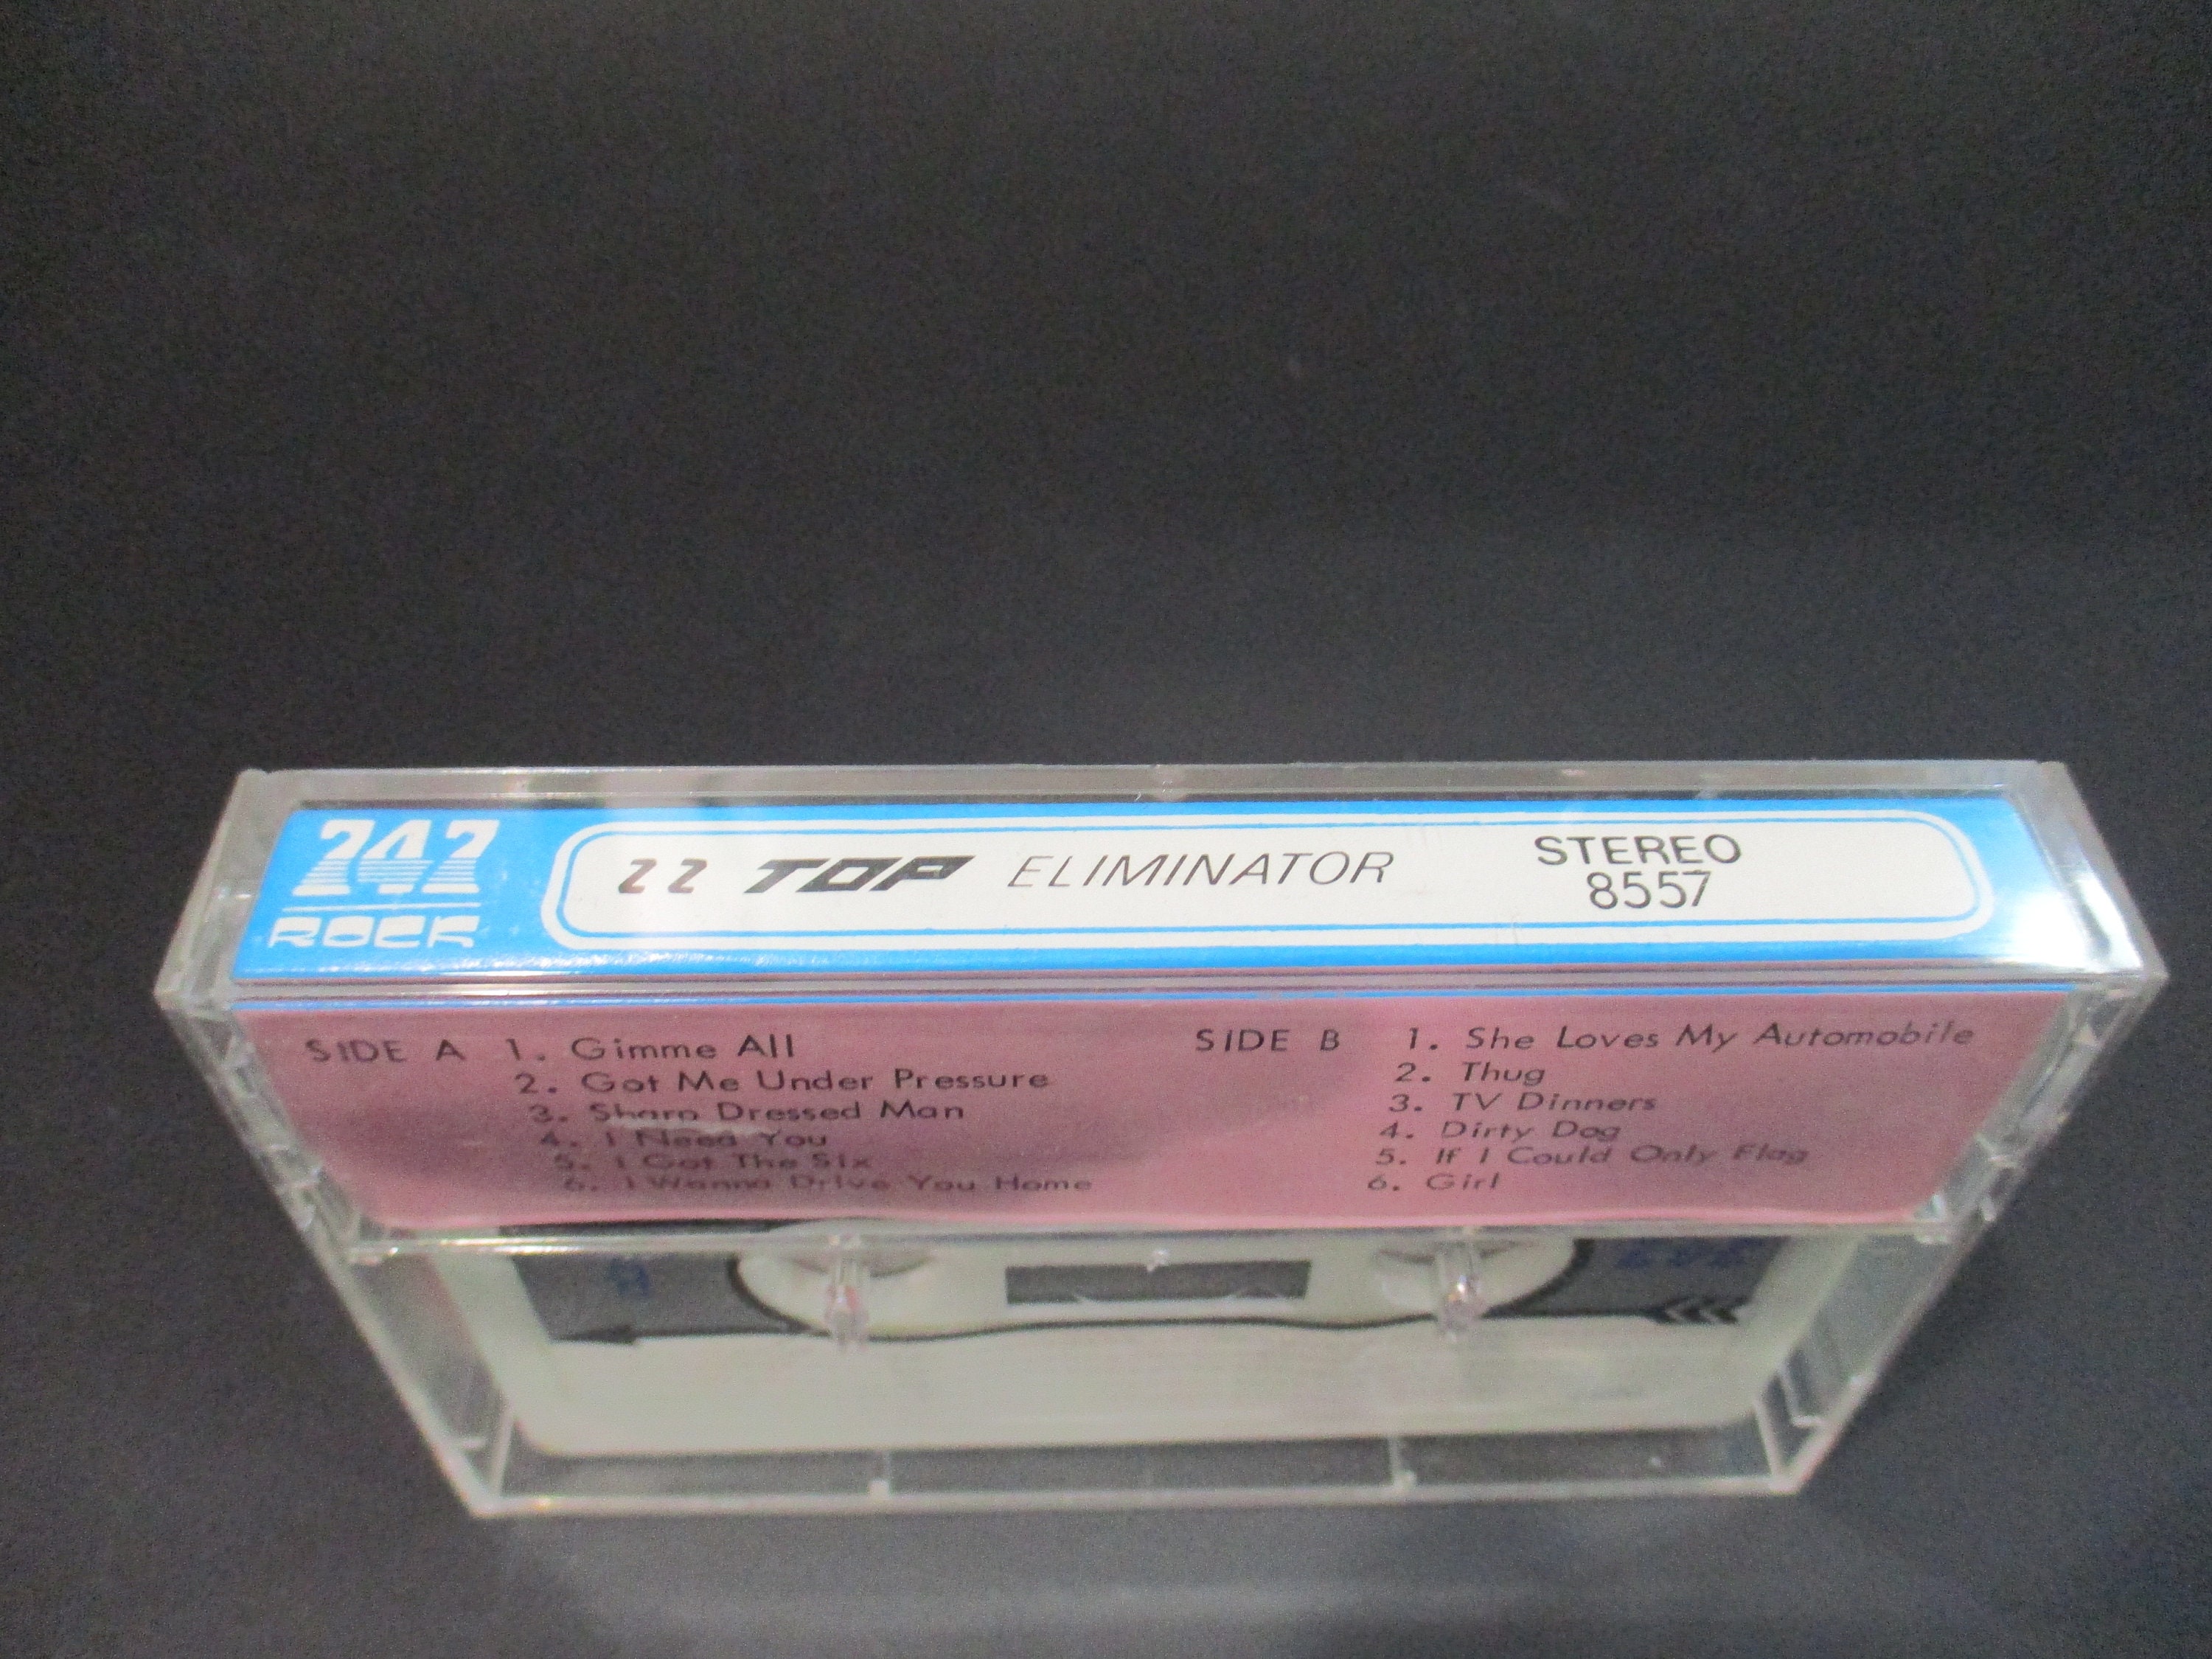 747
ROCK
ZZ TOP ELIMINATOR
STEREO
8557
SIDE A 1. Gimme All
2. Got Me Under Pressure
3. Sharp Dressed Man
4. I Need You
5. I Got The Six
6. I Wanna Drive You Home
SIDE B 1. She Loves My Automobile
2. Thug
3. TV Dinners
4. Dirty Dog
5. If I Could Only Flag
6. Girl